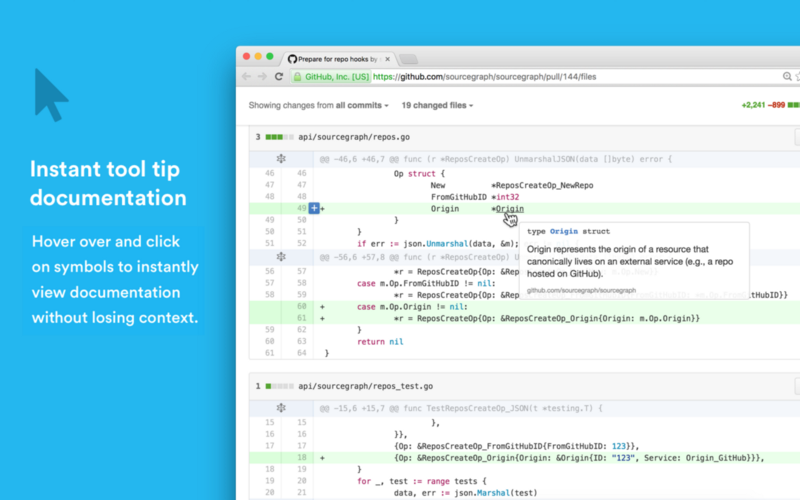 Prepare for repo hooks by
GitHub, Inc. [US] https://github.com/sourcegraph/sourcegraph/pull/144/files
Instant tool tip
documentation
Hover over and click
on symbols to instantly
view documentation
without losing context.
Showing changes from all commits 19 changed files +2,241 −899
3 api/sourcegraph/repos.go
@@ -46,6 +46,7 @@ func (r *ReposCreateOp) UnmarshalJSON(data []byte) error {
46 46 Op struct {
47 47 New *ReposCreateOp_NewRepo
48 48 FromGitHubID *int32
49 + + Origin *Origin
49 50 }
50 51 }
51 52 if err := json.Unmarshal(data, &m);
type Origin struct
Origin represents the origin of a resource that
canonically lives on an external service (e.g., a repo
hosted on GitHub).
github.com/sourcegraph/sourcegraph
@@ -56,6 +57,8 @@ func (r
56 57 *r = ReposCreateOp{Op: &Rep
57 58 case m.Op.FromGitHubID != nil:
58 59 *r = ReposCreateOp{Op: &Rep
60 + case m.Op.Origin != nil:
61 + *r = ReposCreateOp{Op: &ReposCreateOp_Origin{Origin: m.Op.Origin}}
59 62 }
60 63 return nil
61 64 }
1 api/sourcegraph/repos_test.go
@@ -15,6 +15,7 @@ func TestReposCreateOp_JSON(t *testing.T) {
15 15 },
16 16 }},
17 17 {Op: &ReposCreateOp_FromGitHubID{FromGitHubID: 123}},
18 + {Op: &ReposCreateOp_Origin{Origin: &Origin{ID: "123", Service: Origin_GitHub}}},
18 19 }
19 20 for _, test := range tests {
20 21 data, err := json.Marshal(test)